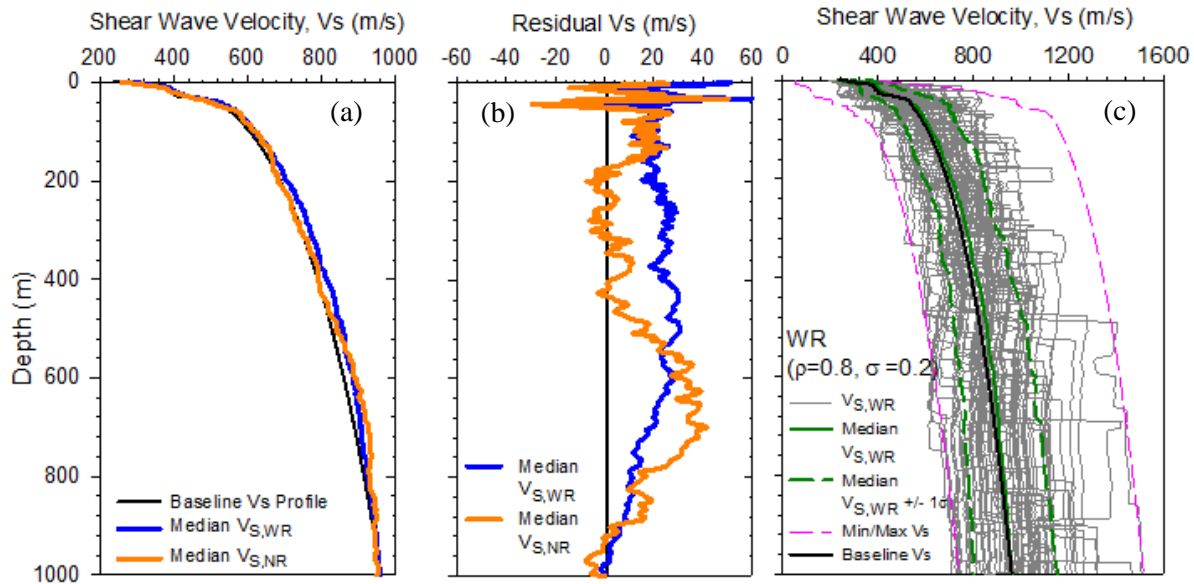 Shear Wave Velocity, Vs (m/s)
200 400 600 800 1000
0
200
400
600
800
1000
Depth (m)
(a)
Baseline Vs Profile
Median VS,WR
Median VS,NR
Residual Vs (m/s)
-60 -40 -20 0 20 40 60
(b)
Median
VS,WR
Median
VS,NR
Shear Wave Velocity, Vs (m/s)
0 400 800 1200 1600
(c)
WR
(ρ=0.8, σ=0.2)
VS,WR
Median
VS,WR
Median
VS,WR +/- 1σ
Min/Max Vs
Baseline Vs